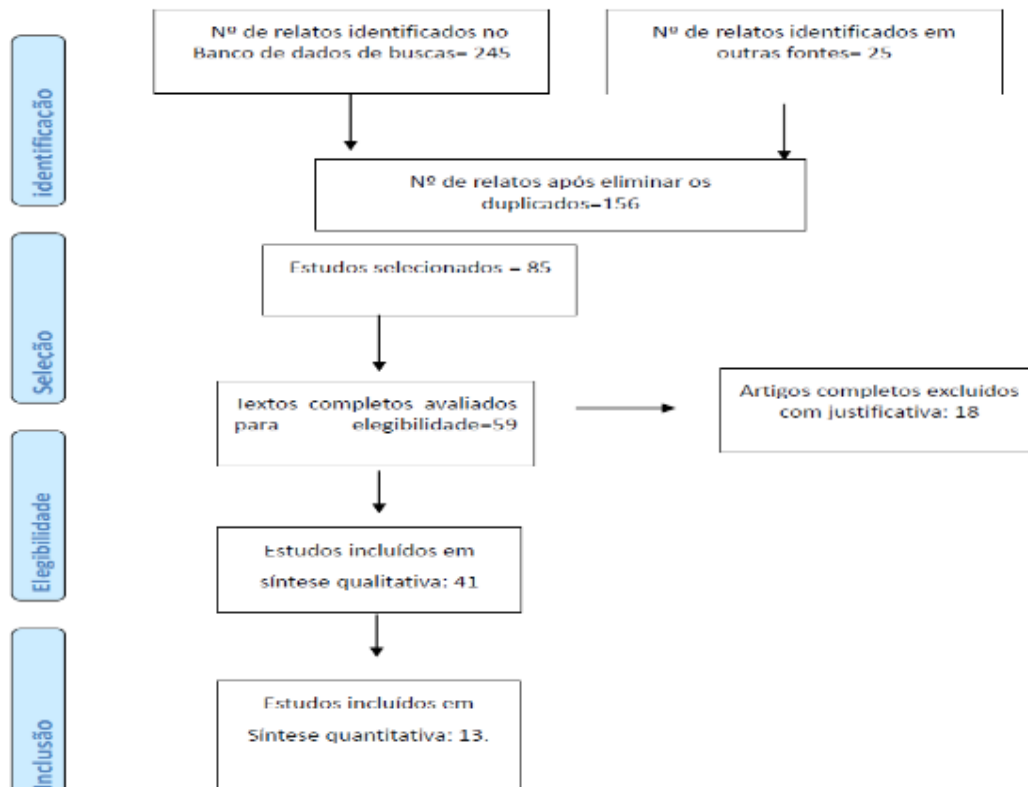 Nº de relatos identificados no
Banco de dados de buscas= 245
Nº de relatos identificados em
outras fontes= 25
identificação
Nº de relatos após eliminar os
duplicados=156
Seleção
Estudos selecionados = 85
Textos completos avaliados
para elegibilidade=59
Artigos completos excluídos
com justificativa: 18
Elegibilidade
Estudos incluídos em
síntese qualitativa: 41
Inclusão
Estudos incluídos em
Síntese quantitativa: 13.